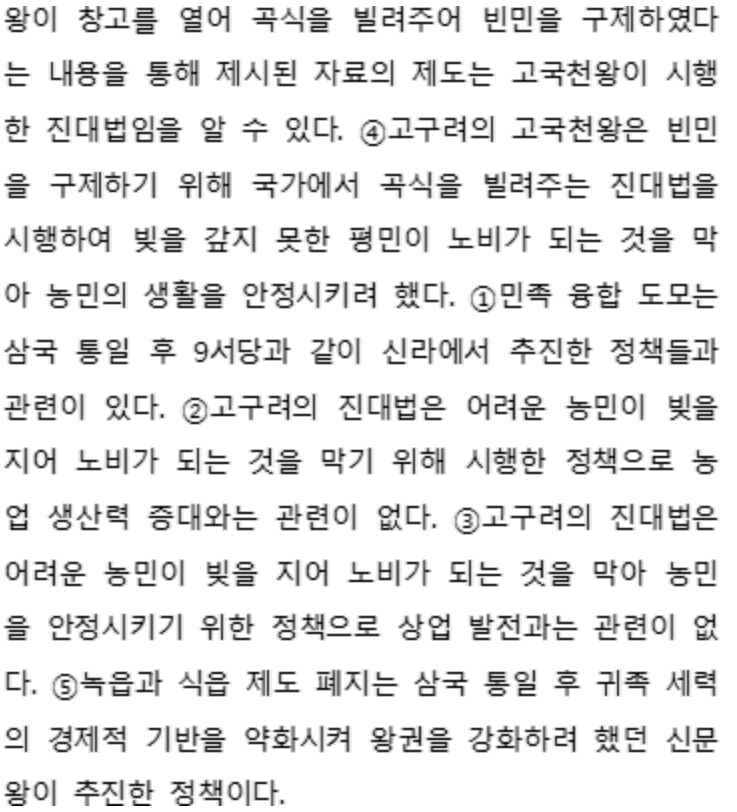 왕이 창고를 열어 곡식을 빌려주어 빈민을 구제하였다
는 내용을 통해 제시된 자료의 제도는 고국천왕이 시행
한 진대법임을 알 수 있다. ④고구려의 고국천왕은 빈민
을 구제하기 위해 국가에서 곡식을 빌려주는 진대법을
시행하여 빚을 갚지 못한 평민이 노비가 되는 것을 막
아 농민의 생활을 안정시키려 했다. ①민족 융합 도모는
삼국 통일 후 9서당과 같이 신라에서 추진한 정책들과
관련이 있다. ②고구려의 진대법은 어려운 농민이 빚을
지어 노비가 되는 것을 막기 위해 시행한 정책으로 농
업 생산력 증대와는 관련이 없다. ③고구려의 진대법은
어려운 농민이 빚을 지어 노비가 되는 것을 막아 농민
을 안정시키기 위한 정책으로 상업 발전과는 관련이 없
다. ⑤녹읍과 식읍 제도 폐지는 삼국 통일 후 귀족 세력
의 경제적 기반을 약화시켜 왕권을 강화하려 했던 신문
왕이 추진한 정책이다.